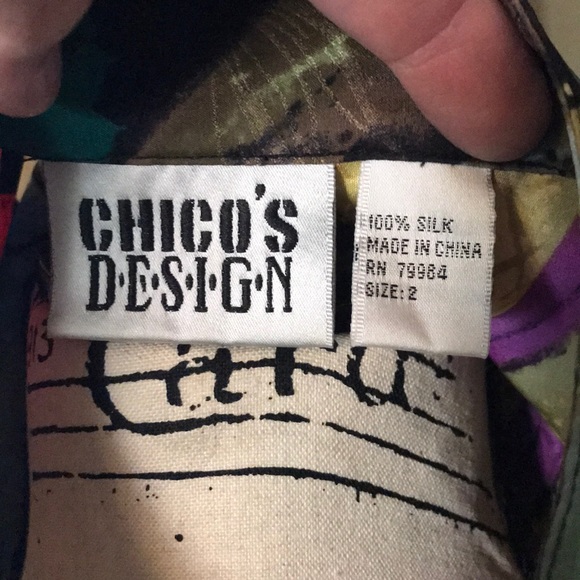 CHICO'S
D·E·S·I·G·N
100% SILK
MADE IN CHINA
RN 79984
SIZE: 2